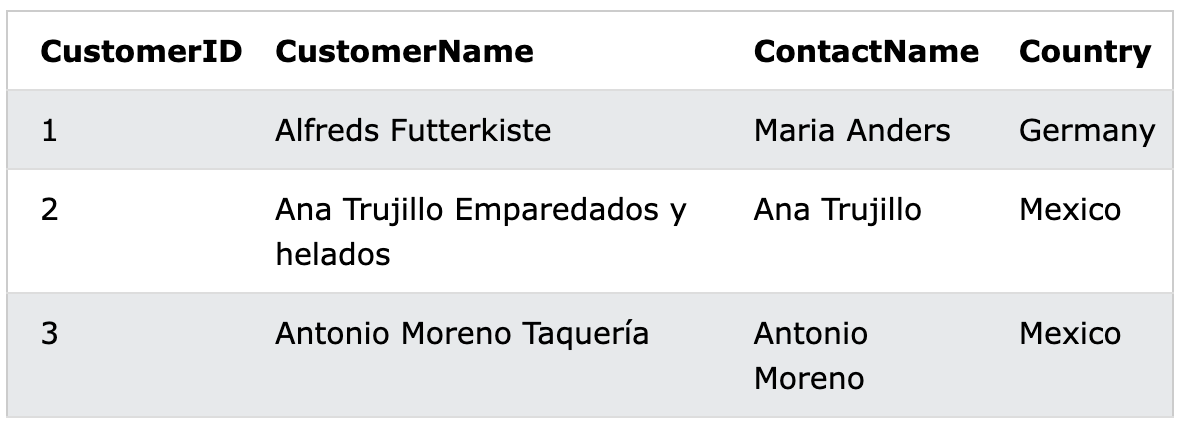 CustomerID CustomerName ContactName Country
1 Alfreds Futterkiste Maria Anders Germany
2 Ana Trujillo Emparedados y Ana Trujillo Mexico
helados
3 Antonio Moreno Taquería Antonio Mexico
Moreno